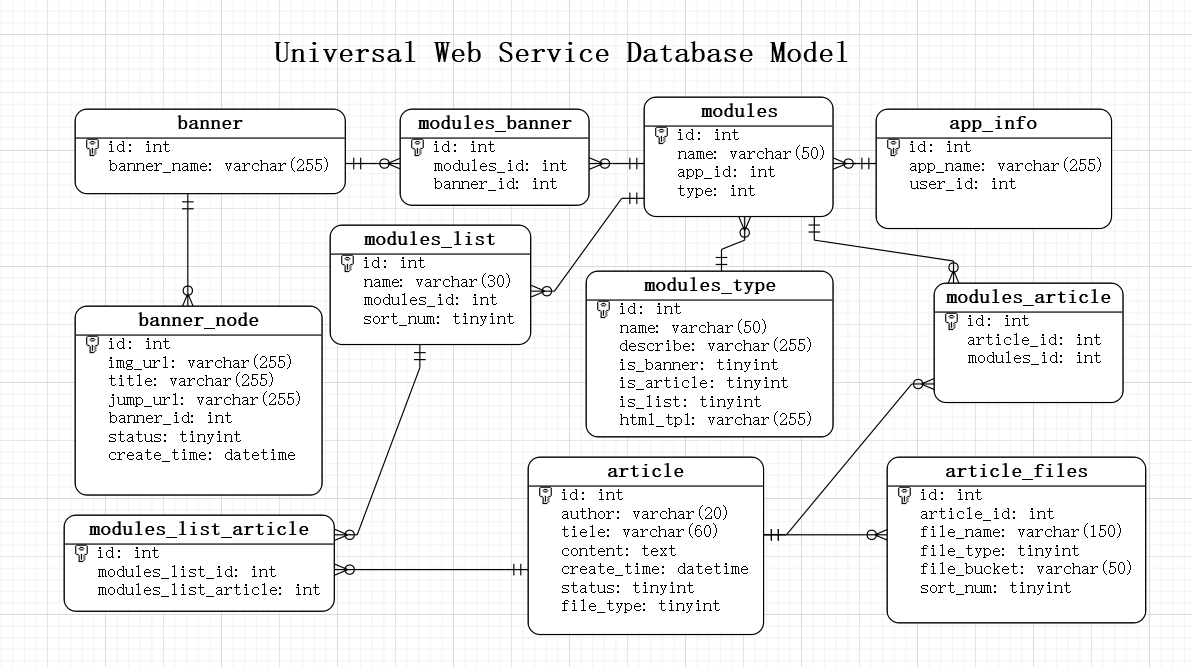 Universal Web Service Database Model
banner
id: int
banner_name: varchar(255)
modules_banner
id: int
modules_id: int
banner_id: int
modules
id: int
name: varchar(50)
app_id: int
type: int
app_info
id: int
app_name: varchar(255)
user_id: int
modules_list
id: int
name: varchar(30)
modules_id: int
sort_num: tinyint
modules_type
id: int
name: varchar(50)
describe: varchar(255)
is_banner: tinyint
is_article: tinyint
is_list: tinyint
html_tpl: varchar(255)
modules_article
id: int
article_id: int
modules_id: int
banner_node
id: int
img_url: varchar(255)
title: varchar(255)
jump_url: varchar(255)
banner_id: int
status: tinyint
create_time: datetime
article
id: int
author: varchar(20)
tiele: varchar(60)
content: text
create_time: datetime
status: tinyint
file_type: tinyint
article_files
id: int
article_id: int
file_name: varchar(150)
file_type: tinyint
file_bucket: varchar(50)
sort_num: tinyint
modules_list_article
id: int
modules_list_id: int
modules_list_article: int